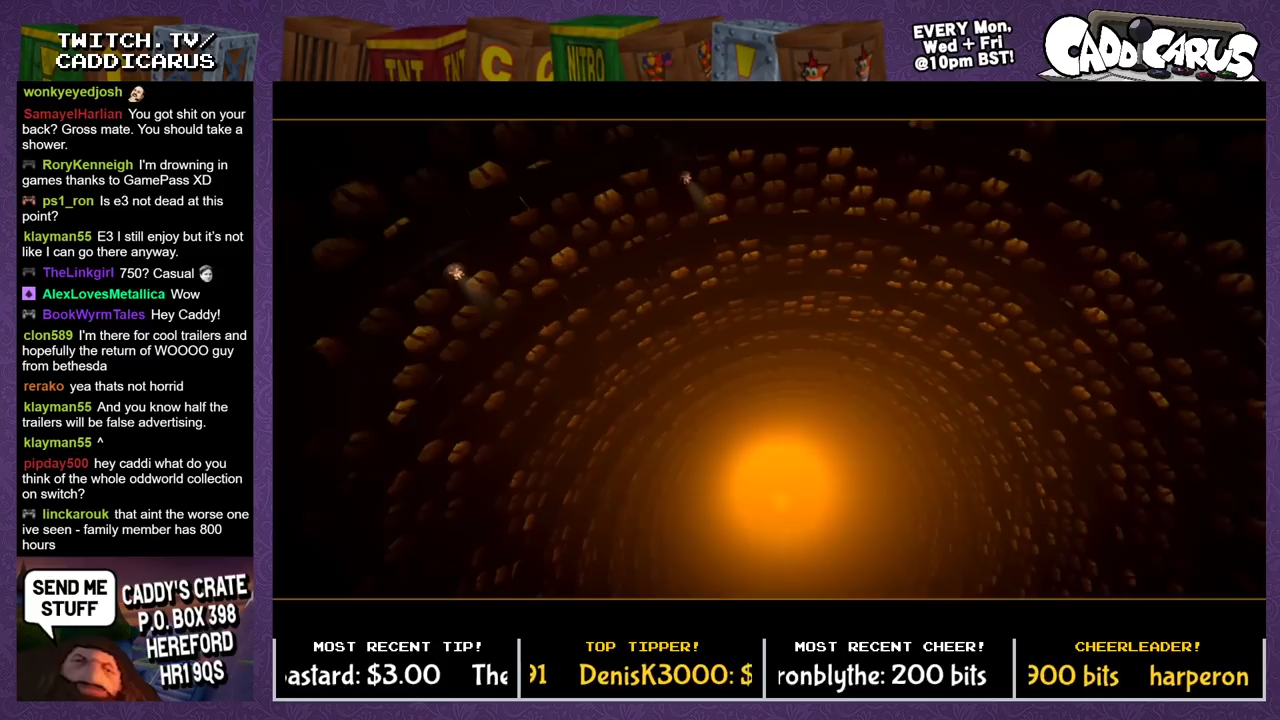 TWITCH.TV/
CADDICARUS
TNT
TNT
C
C
NITRO
EVERY Mon,
Wed + Fri
@10pm BST!
CADDICARUS
wonkyeyedjosh
SamayelHarlian You got shit on your
back? Gross mate. You should take a
shower.
RoryKenneigh I'm drowning in
games thanks to GamePass XD
ps1_ron Is e3 not dead at this
point?
klayman55 E3 I still enjoy but it's not
like I can go there anyway.
TheLinkgirl 750? Casual
AlexLovesMetallica Wow
BookWyrmTales Hey Caddy!
clon589 I'm there for cool trailers and
hopefully the return of WOOOO guy
from bethesda
rerako yea thats not horrid
klayman55 And you know half the
trailers will be false advertising.
klayman55 ^
pipday500 hey caddi what do you
think of the whole oddworld collection
on switch?
linckarouk that aint the worse one
ive seen - family member has 800
hours
SEND ME
STUFF
CADDY'S CRATE
P.O. BOX 398
HEREFORD
HR1 9QS
MOST RECENT TIP!
astard: $3.00 The
TOP TIPPER!
91 DenisK3000: $
MOST RECENT CHEER!
ronblythe: 200 bits
CHEERLEADER!
900 bits harperon